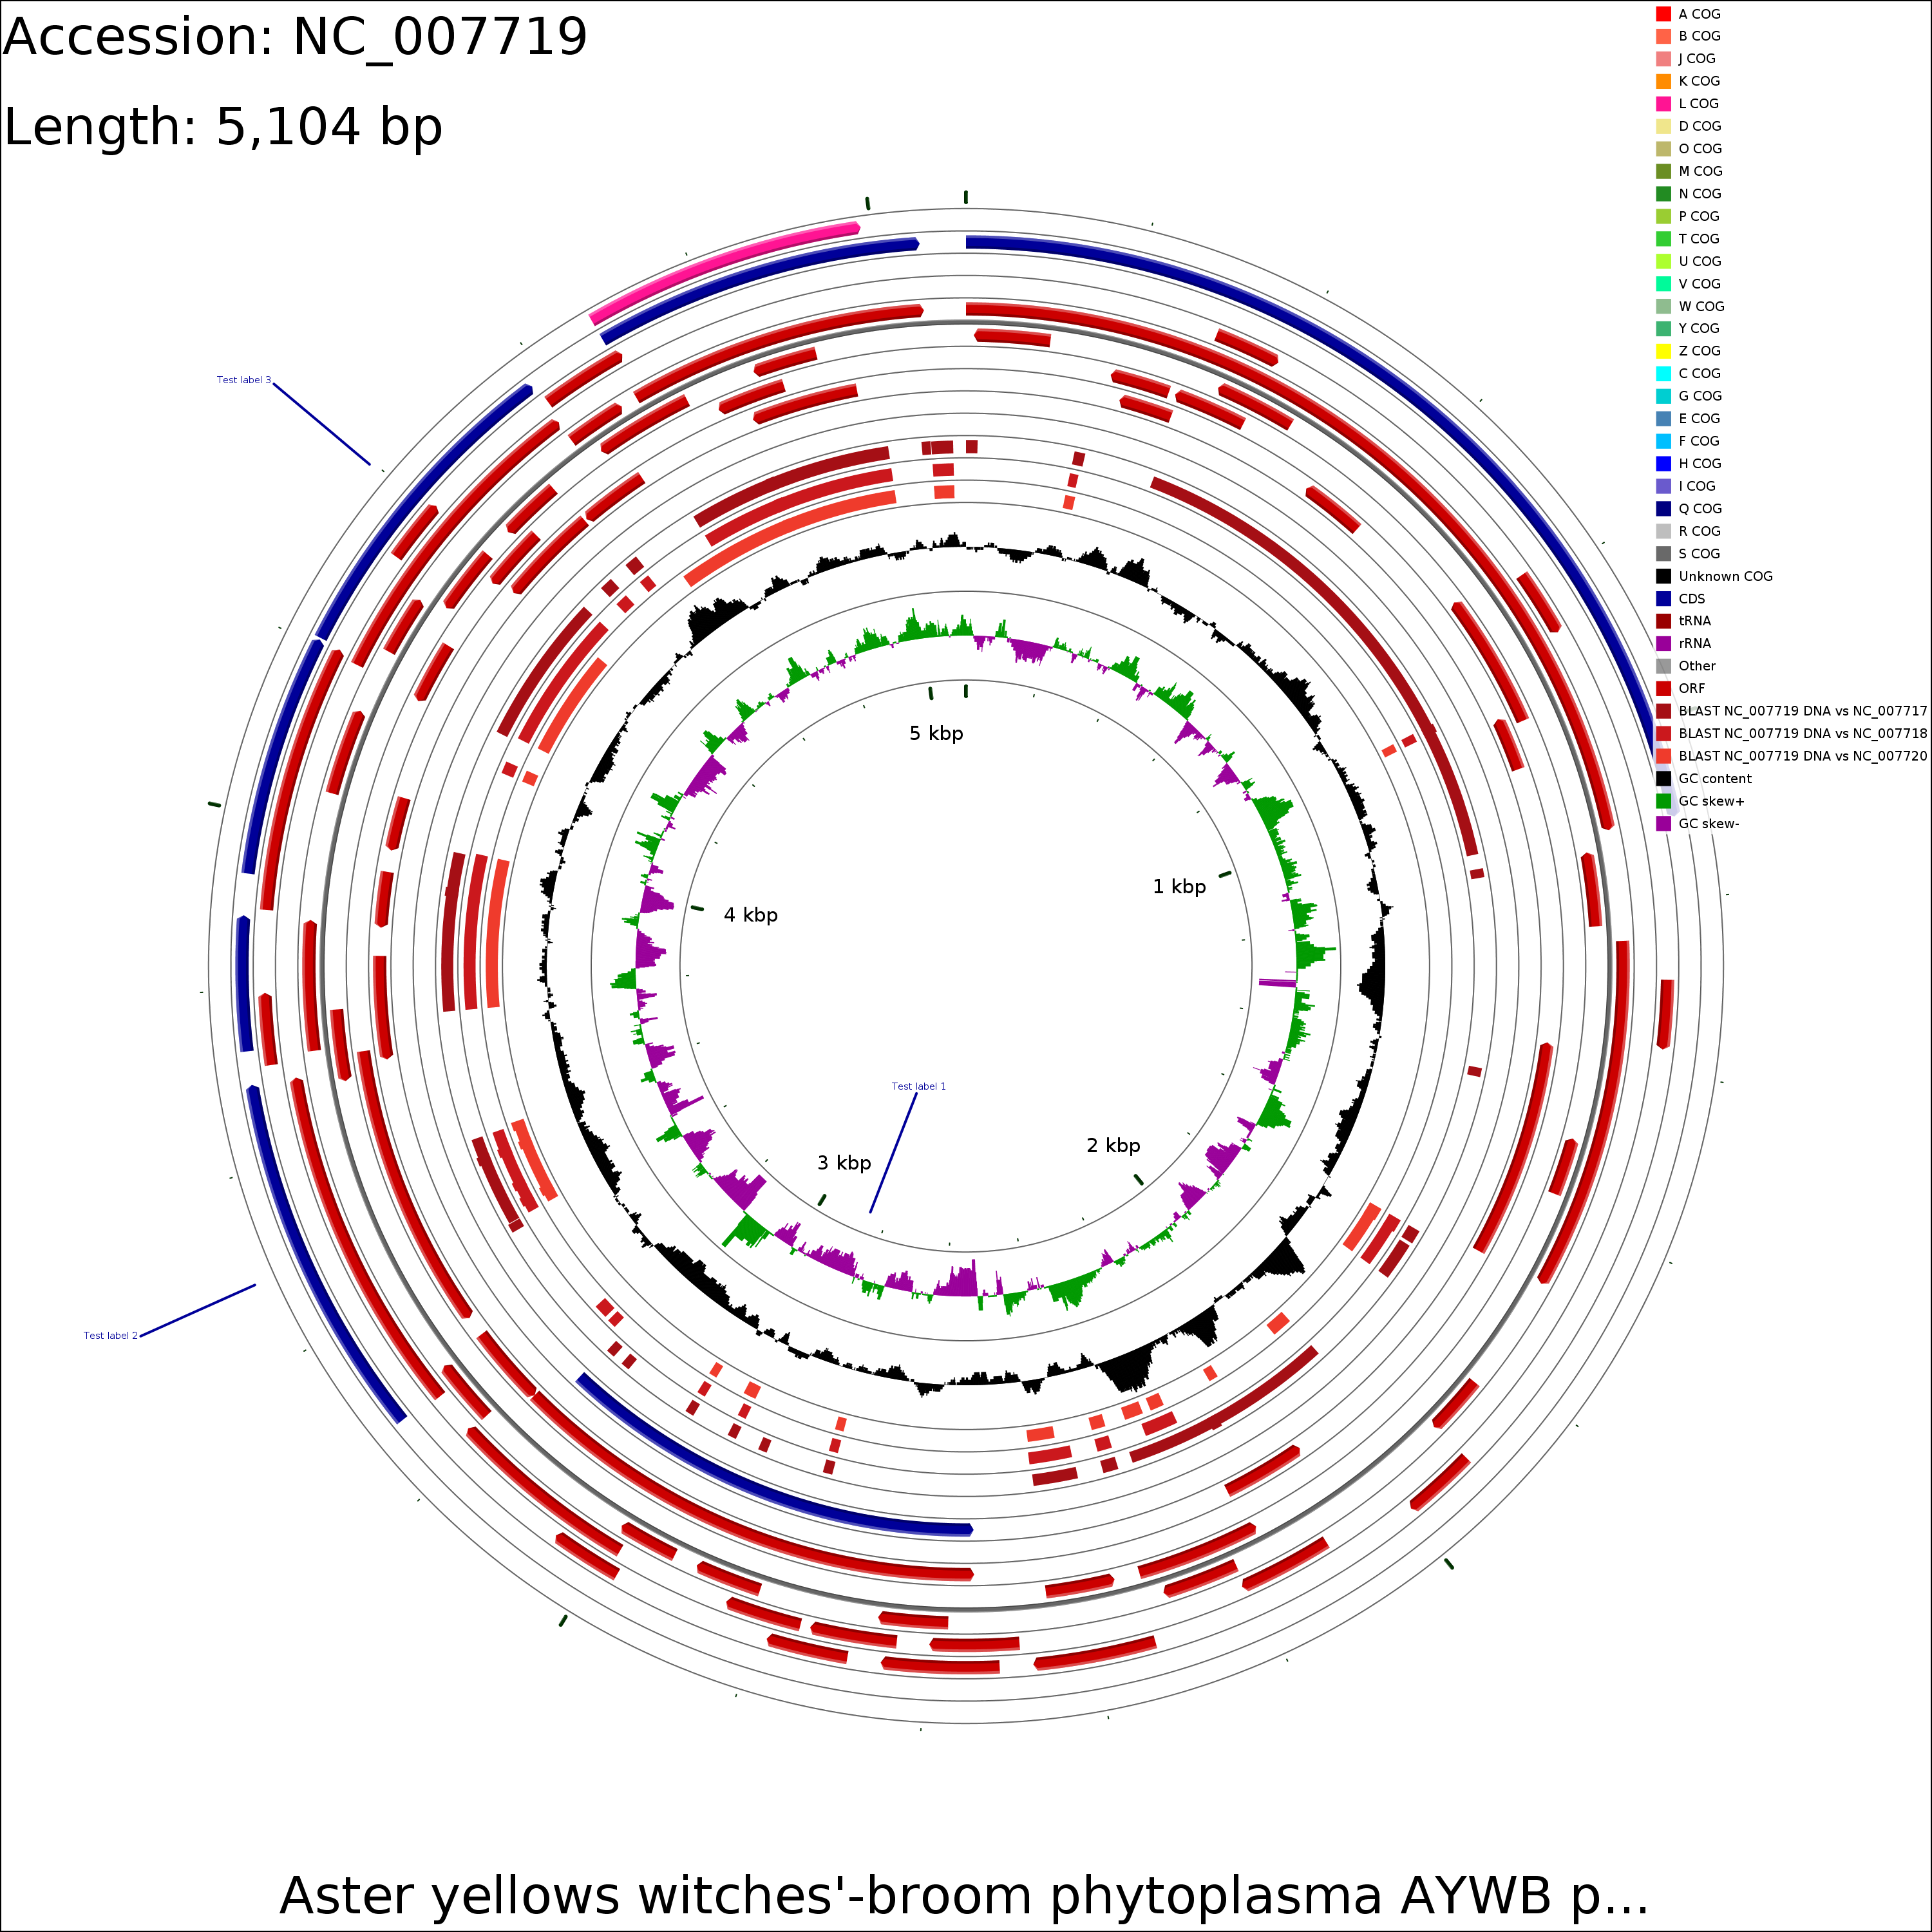 Accession: NC_007719
Length: 5,104 bp
A COG
B COG
J COG
K COG
L COG
D COG
O COG
M COG
N COG
P COG
T COG
U COG
V COG
W COG
Y COG
Z COG
C COG
G COG
E COG
F COG
H COG
I COG
Q COG
R COG
S COG
Unknown COG
CDS
tRNA
rRNA
Other
ORF
BLAST NC_007719 DNA vs NC_007717
BLAST NC_007719 DNA vs NC_007718
BLAST NC_007719 DNA vs NC_007720
GC content
GC skew+
GC skew-
Test label 3
5 kbp
1 kbp
4 kbp
Test label 1
2 kbp
3 kbp
Test label 2
Aster yellows witches'-broom phytoplasma AYWB p...